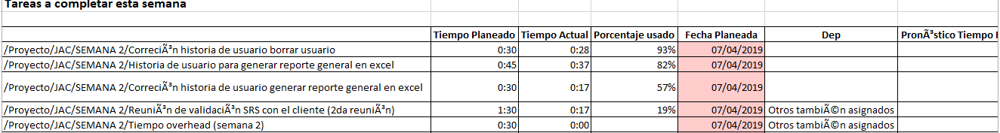 Tareas a completar esta semana
Tiempo Planeado Tiempo Actual Porcentaje usado Fecha Planeada Dep PronÃ³stico Tiempo
/Proyecto/JAC/SEMANA 2/CorreciÃ³n historia de usuario borrar usuario 0:30 0:28 93% 07/04/2019
/Proyecto/JAC/SEMANA 2/Historia de usuario para generar reporte general en excel 0:45 0:37 82% 07/04/2019
/Proyecto/JAC/SEMANA 2/CorreciÃ³n historia de usuario generar reporte general en excel 0:30 0:17 57% 07/04/2019
/Proyecto/JAC/SEMANA 2/ReuniÃ³n de validaciÃ³n SRS con el cliente (2da reuniÃ³n) 1:30 0:17 19% 07/04/2019 Otros tambiÃ©n asignados
/Proyecto/JAC/SEMANA 2/Tiempo overhead (semana 2) 0:30 0:00 07/04/2019 Otros tambiÃ©n asignados